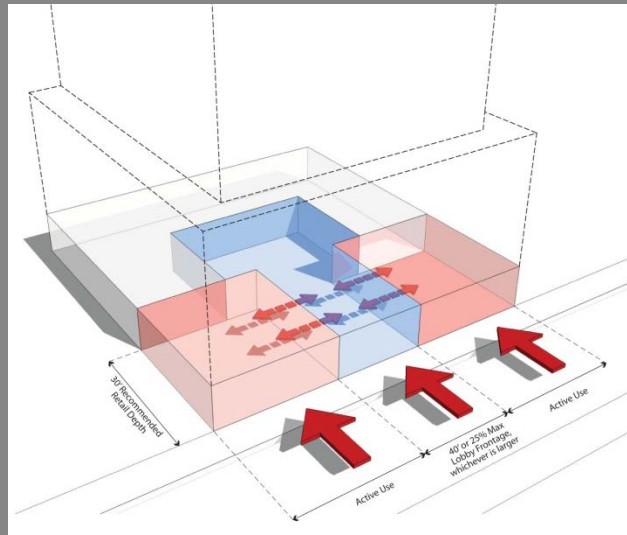 30' Recommended
Retail Depth
Active Use
40' or 25% Max
Lobby Frontage,
whichever is larger
Active Use